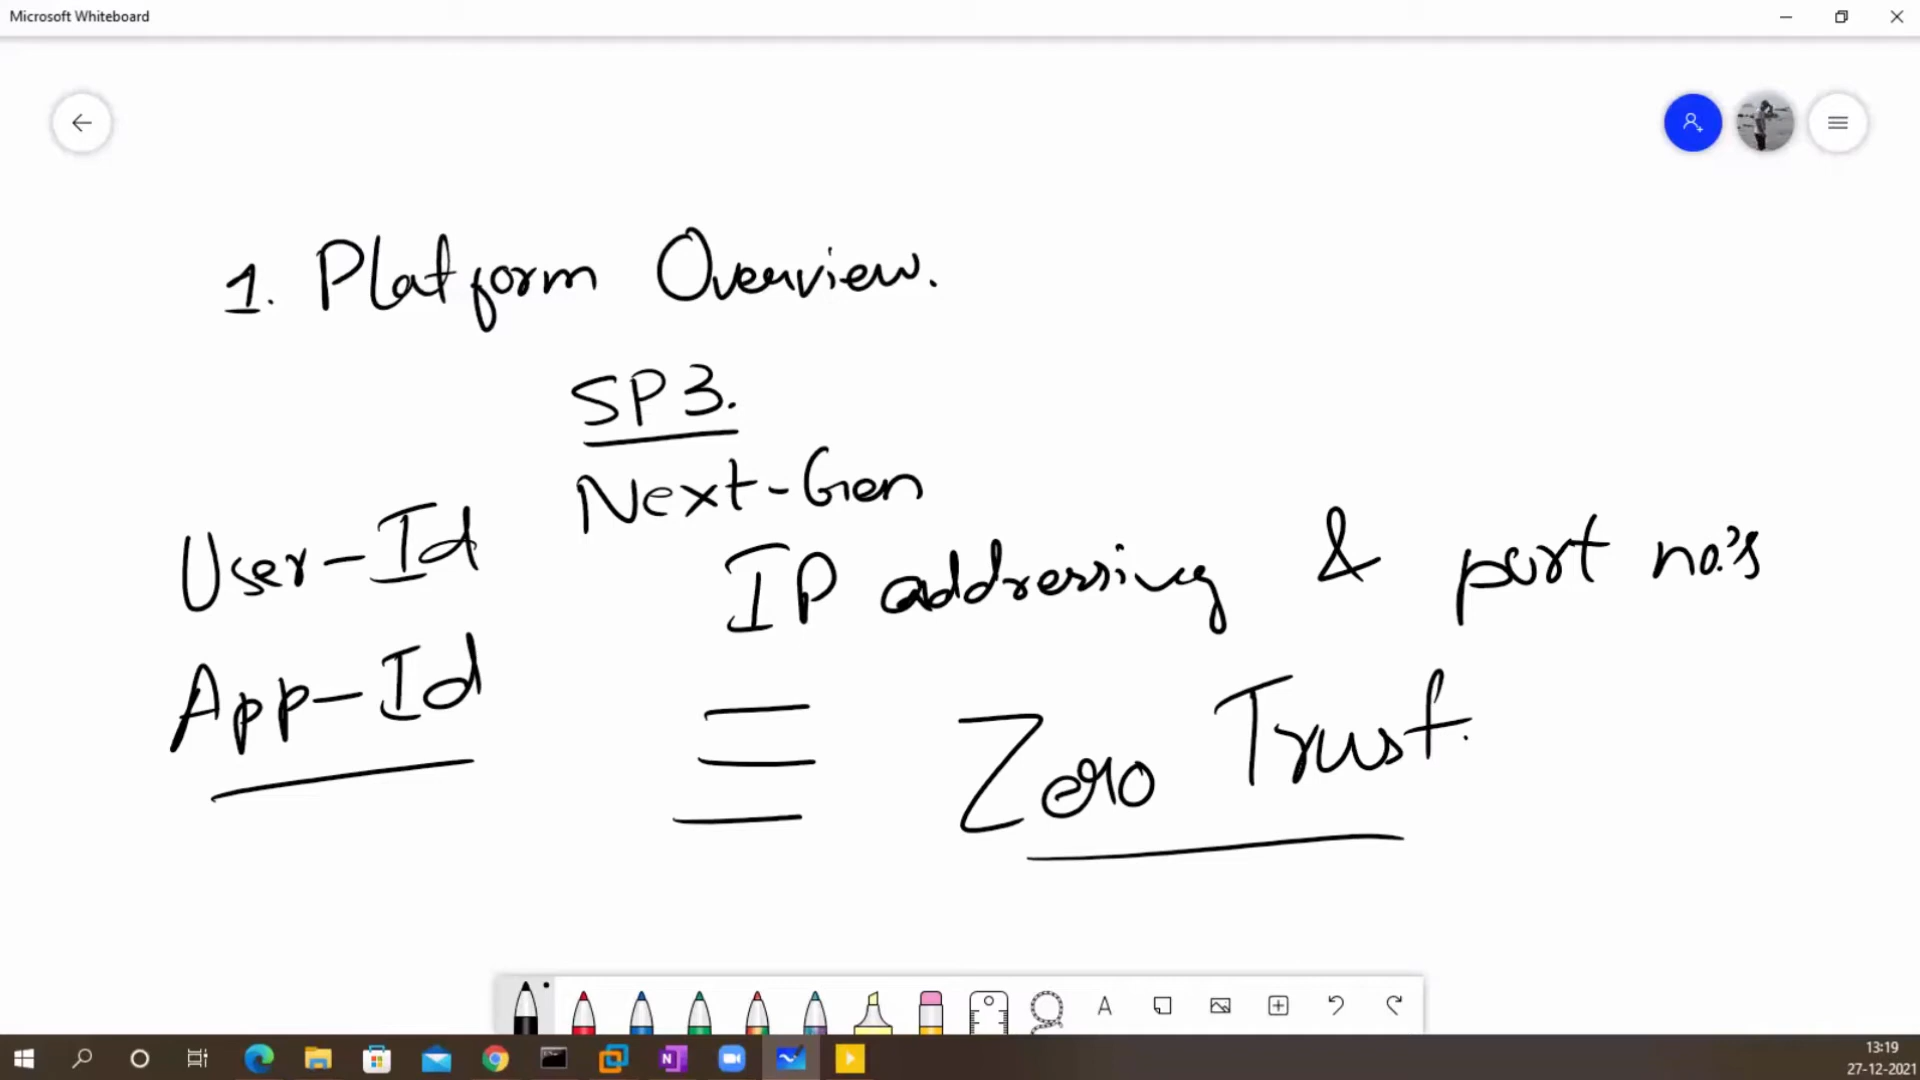 Microsoft Whiteboard
1. Platform Overview.
SP3.
Next-Gen
User-Id
IP addressing & port no.'s
App-Id
Zero Trust.
A
N
13:19
27-12-2021